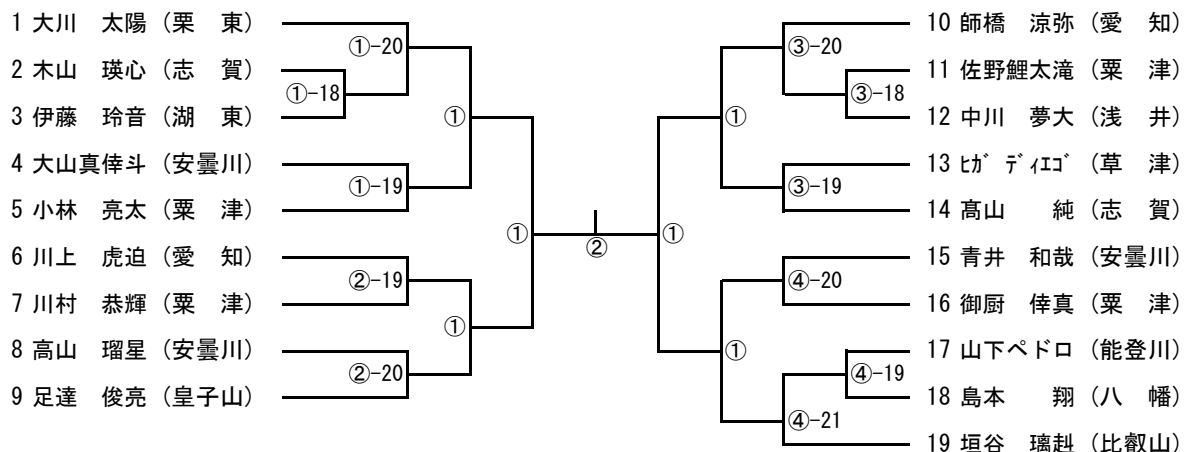 1 大川　太陽（栗　東）
2 木山　瑛心（志　賀）
3 伊藤　玲音（湖　東）
4 大山真倖斗（安曇川）
5 小林　亮太（粟　津）
6 川上　虎迫（愛　知）
7 川村　恭輝（粟　津）
8 高山　瑠星（安曇川）
9 足達　俊亮（皇子山）
①-20
①-18
①-19
②-19
②-20
①
①
①
②
①
①
①
③-20
③-18
③-19
④-20
④-19
④-21
10 師橋　涼弥（愛　知）
11 佐野鯉太滝（粟　津）
12 中川　夢大（浅　井）
13 ﾋｶﾞ ﾃﾞｨｴｺﾞ（草　津）
14 髙山　　純（志　賀）
15 青井　和哉（安曇川）
16 御厨　倖真（粟　津）
17 山下ペドロ（能登川）
18 島本　　翔（八　幡）
19 垣谷　璃赳（比叡山）